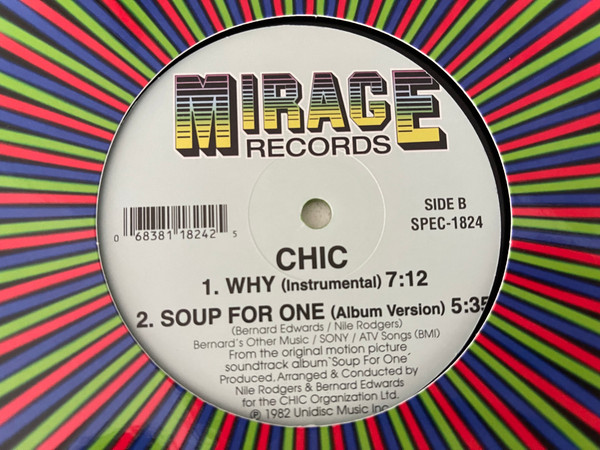 MIRAGE
RECORDS
SIDE B
SPEC-1824
0 68381 18242 5
CHIC
1. WHY (Instrumental) 7:12
2. SOUP FOR ONE (Album Version) 5:35
(Bernard Edwards / Nile Rodgers)
Bernard's Other Music / SONY / ATV Songs (BMI)
From the original motion picture
soundtrack album "Soup For One"
Produced, Arranged & Conducted by
Nile Rodgers & Bernard Edwards
for the CHIC Organization Ltd.
℗ 1982 Unidisc Music Inc